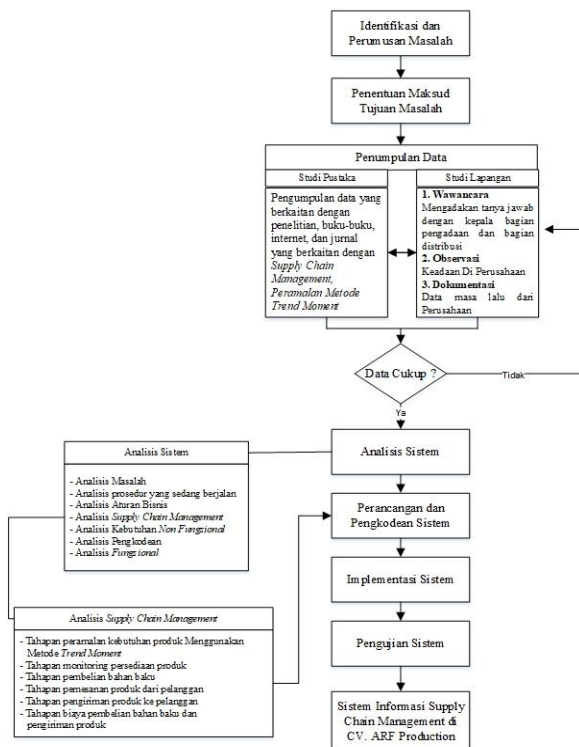 Identifikasi dan
Perumusan Masalah
Penentuan Maksud
Tujuan Masalah
Penumpulan Data
Studi Pustaka
Pengumpulan data yang
berkaitan dengan
penelitian, buku-buku,
internet, dan jurnal
yang berkaitan dengan
Supply Chain
Management,
Peramalan Metode
Trend Moment
Studi Lapangan
1. Wawancara
Mengadakan tanya jawab
dengan kepala bagian
pengadaan dan bagian
distribusi
2. Observasi
Keadaan Di Perusahaan
3. Dokumentasi
Data masa lalu dari
Perusahaan
Data Cukup ?
Tidak
Ya
Analisis Sistem
Analisis Sistem
- Analisis Masalah
- Analisis prosedur yang sedang berjalan
- Analisis Aturan Bisnis
- Analisis Supply Chain Management
- Analisis Kebutuhan Non Fungsional
- Analisis Pengkodean
- Analisis Fungsional
Perancangan dan
Pengkodean Sistem
Implementasi Sistem
Analisis Supply Chain Management
- Tahapan peramalan kebutuhan produk Menggunakan
Metode Trend Moment
- Tahapan monitoring persediaan produk
- Tahapan pembelian bahan baku
- Tahapan pemesanan produk dari pelanggan
- Tahapan pengiriman produk ke pelanggan
- Tahapan biaya pembelian bahan baku dan
pengiriman produk
Pengujian Sistem
Sistem Informasi Supply
Chain Management di
CV. ARF Production